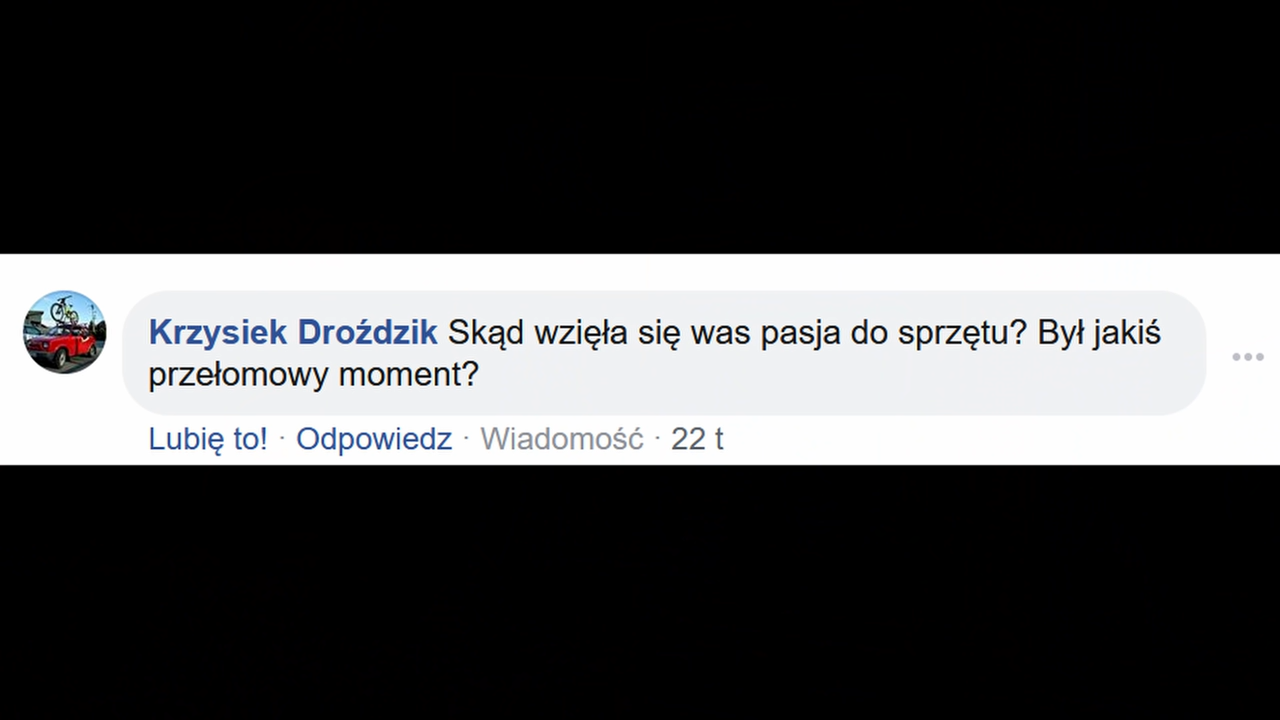 Krzysiek Droździk Skąd wzięła się was pasja do sprzętu? Był jakiś
przełomowy moment?
Lubię to! · Odpowiedz · Wiadomość · 22 t